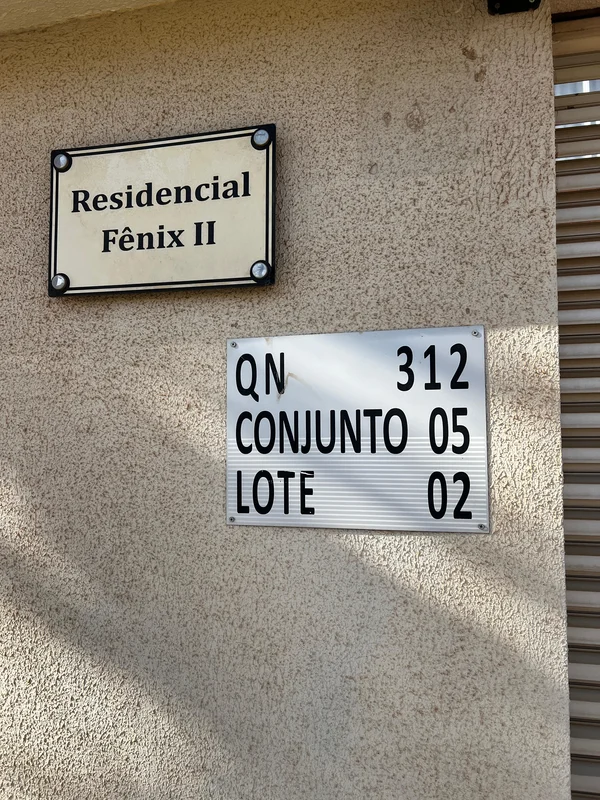 Residencial
Fênix II
QN 312
CONJUNTO 05
LOTE 02